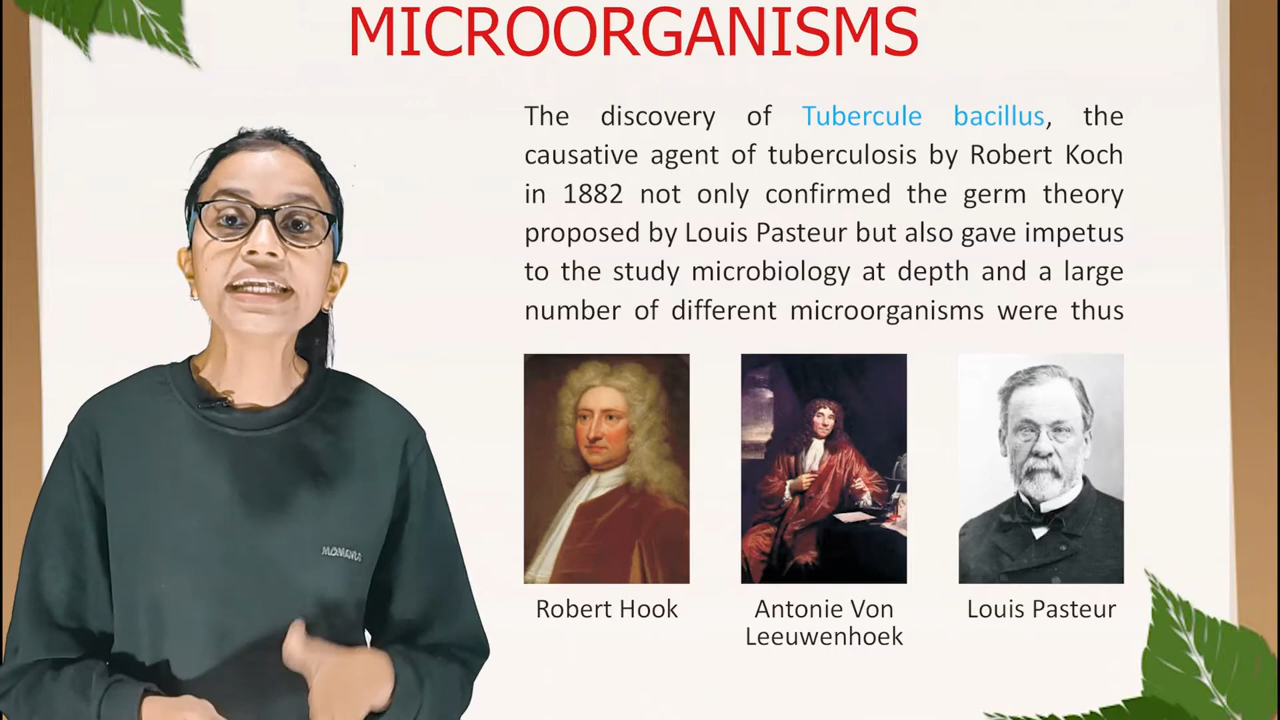 MICROORGANISMS
The discovery of Tubercule bacillus, the
causative agent of tuberculosis by Robert Koch
in 1882 not only confirmed the germ theory
proposed by Louis Pasteur but also gave impetus
to the study microbiology at depth and a large
number of different microorganisms were thus
Robert Hook
Antonie Von
Leeuwenhoek
Louis Pasteur